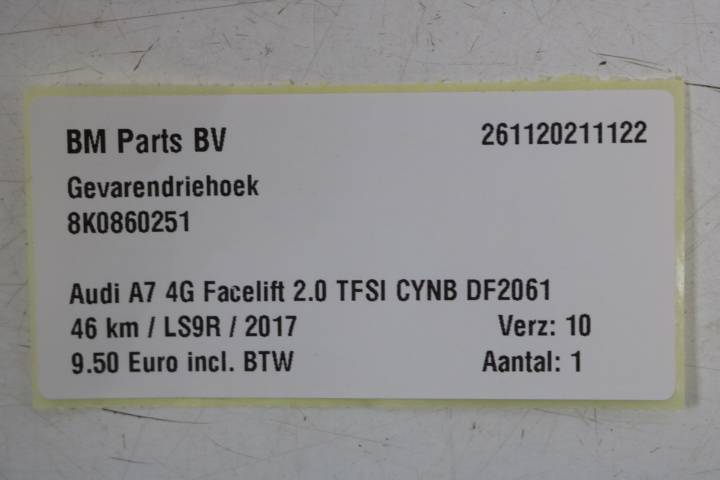 BM Parts BV 261120211122
Gevarendriehoek
8K0860251
Audi A7 4G Facelift 2.0 TFSI CYNB DF2061
46 km / LS9R / 2017 Verz: 10
9.50 Euro incl. BTW Aantal: 1